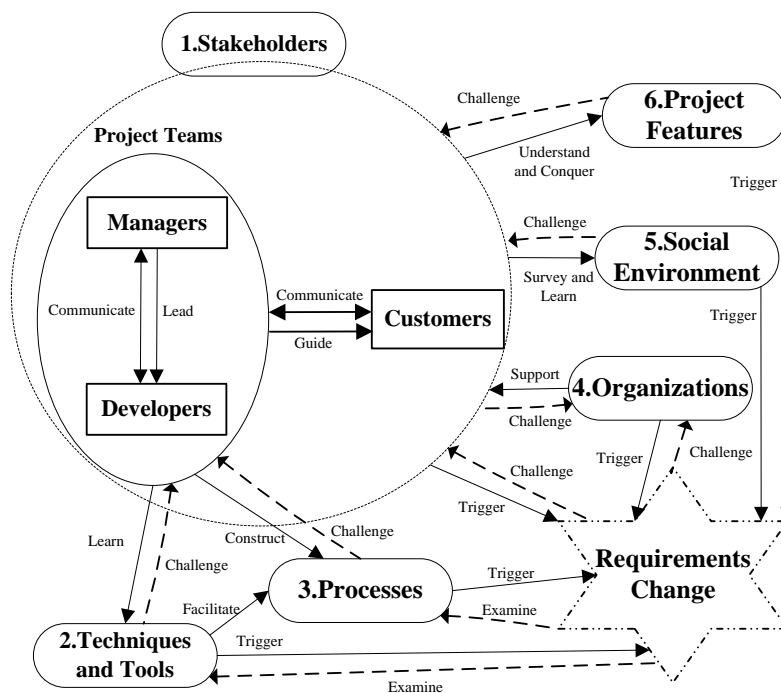 1.Stakeholders
Challenge
6.Project
Features
Project Teams
Understand
and Conquer
Trigger
Managers
Challenge
5.Social
Environment
Communicate
Lead
Communicate
Survey and
Learn
Customers
Trigger
Guide
Developers
Support
4.Organizations
Challenge
Trigger
Challenge
Challenge
Trigger
Learn
Construct
Challenge
Challenge
Requirements
Change
3.Processes
Trigger
Facilitate
Examine
2.Techniques
and Tools
Trigger
Examine